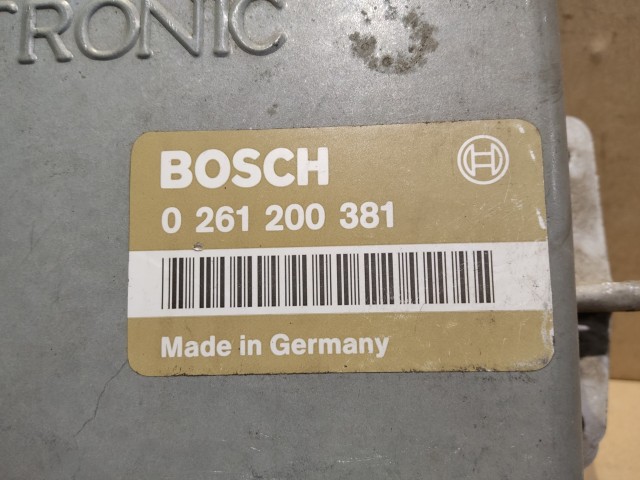 TRONIC
BOSCH
0 261 200 381
Made in Germany